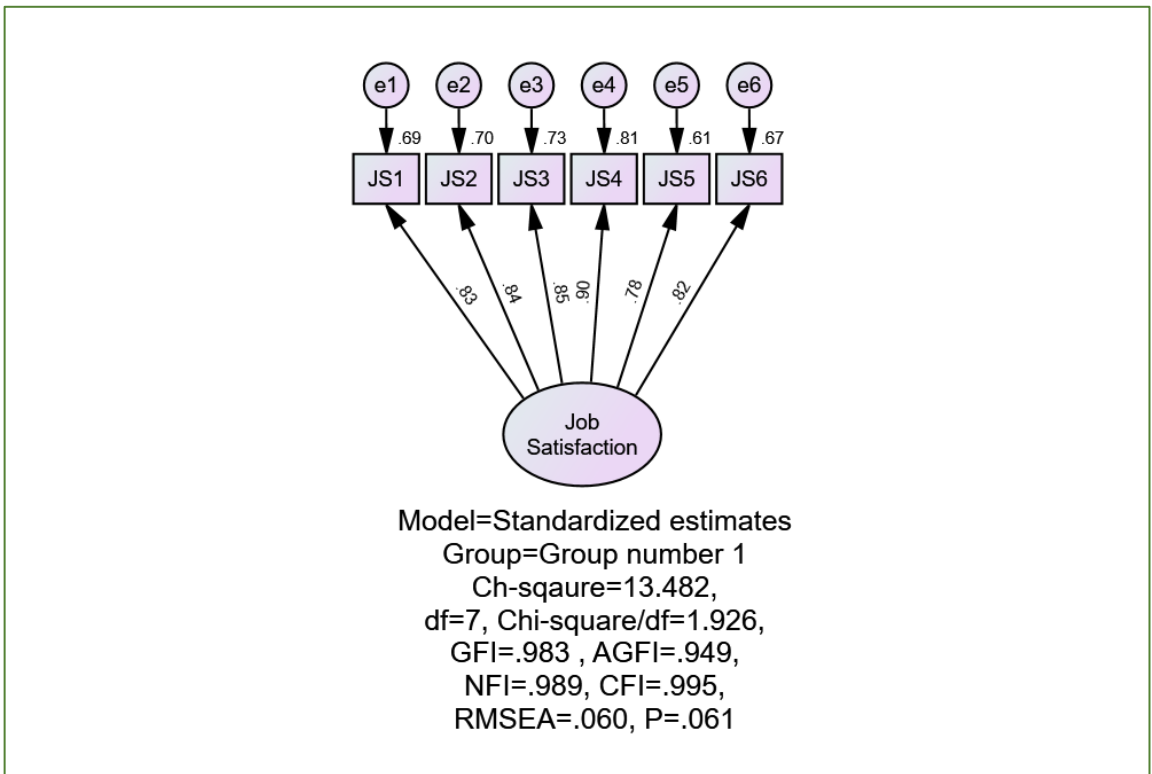 e1 e2 e3 e4 e5 e6
.69 .70 .73 .81 .61 .67
JS1 JS2 JS3 JS4 JS5 JS6
.83 .84 .85 .90 .78 .82
Job
Satisfaction
Model=Standardized estimates
Group=Group number 1
Ch-sqaure=13.482,
df=7, Chi-square/df=1.926,
GFI=.983 , AGFI=.949,
NFI=.989, CFI=.995,
RMSEA=.060, P=.061